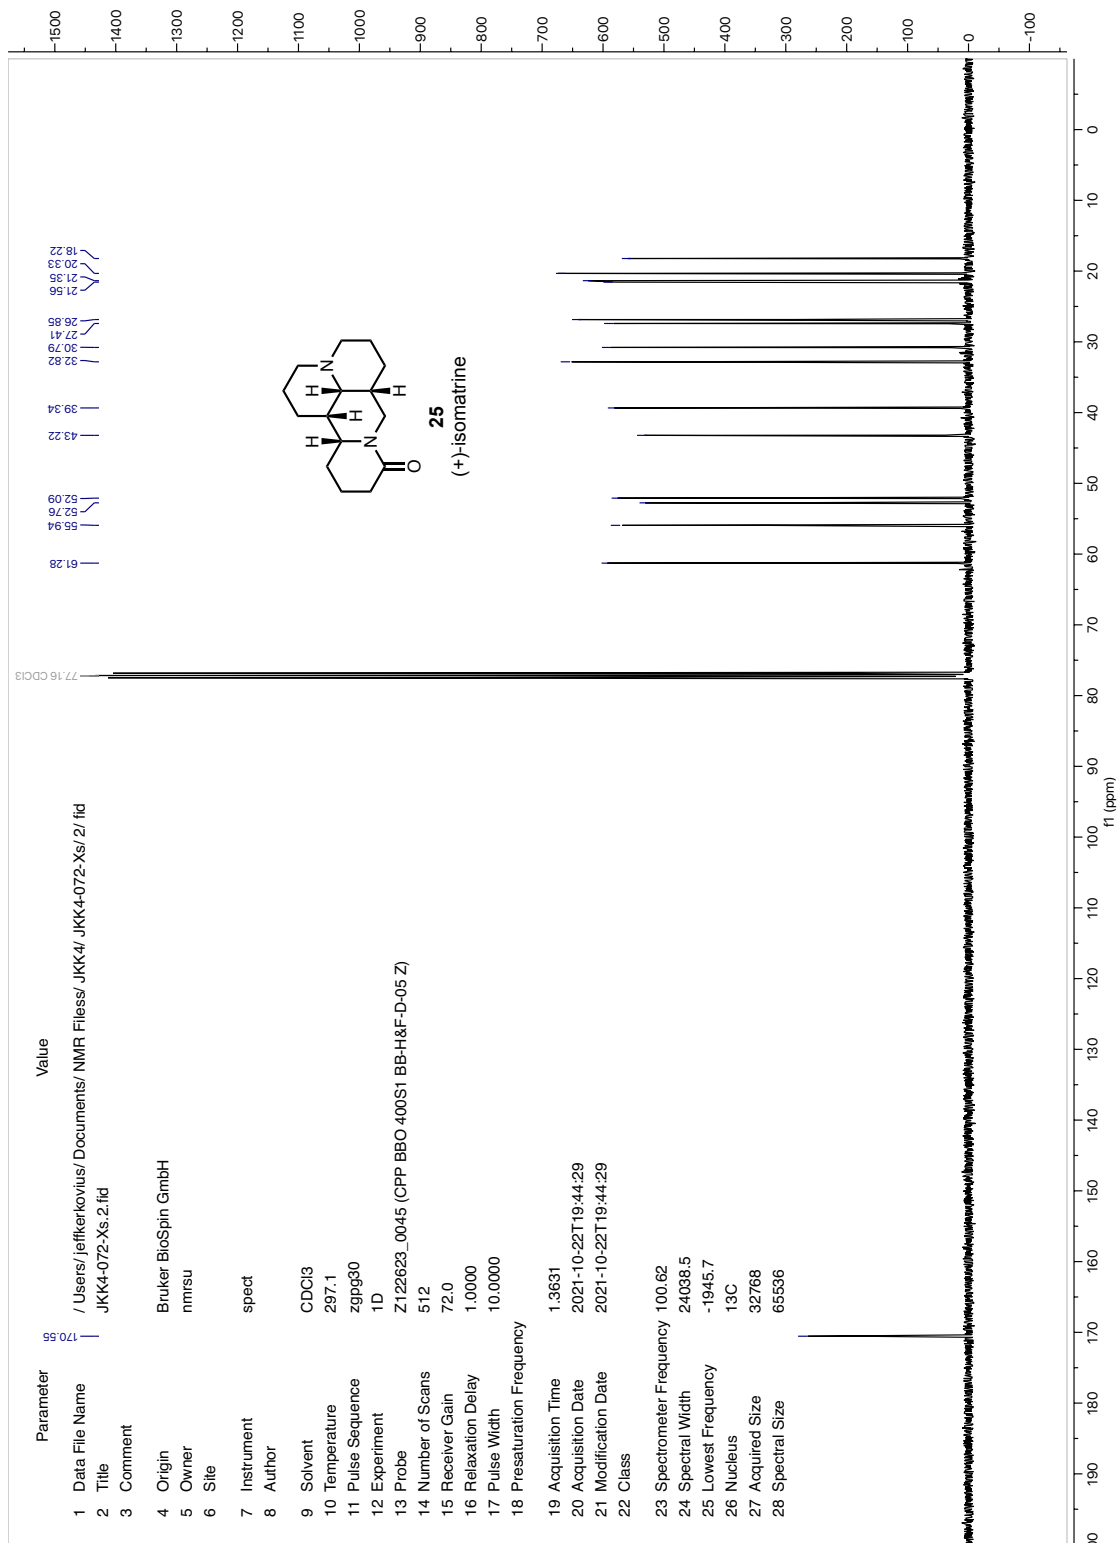 Parameter Value
1 Data File Name / Users/ jeffkerkovius/ Documents/ NMR Filess/ JKK4/ JKK4-072-Xs/ 2/ fid
2 Title JKK4-072-Xs.2.fid
3 Comment
4 Origin Bruker BioSpin GmbH
5 Owner nmrsu
6 Site
7 Instrument spect
8 Author
9 Solvent CDCl3
10 Temperature 297.1
11 Pulse Sequence zgpg30
12 Experiment 1D
13 Probe Z122623_0045 (CPP BBO 400S1 BB-H&F-D-05 Z)
14 Number of Scans 512
15 Receiver Gain 72.0
16 Relaxation Delay 1.0000
17 Pulse Width 10.0000
18 Presaturation Frequency
19 Acquisition Time 1.3631
20 Acquisition Date 2021-10-22T19:44:29
21 Modification Date 2021-10-22T19:44:29
22 Class
23 Spectrometer Frequency 100.62
24 Spectral Width 24038.5
25 Lowest Frequency -1945.7
26 Nucleus 13C
27 Acquired Size 32768
28 Spectral Size 65536
170.55
77.16 CDCl3
61.28
55.94
52.76
52.09
43.22
39.34
32.82
30.79
27.41
26.85
21.56
21.35
20.33
18.22
N
H
H
H
H
N
O
25
(+)-isomatrine
1500
1400
1300
1200
1100
1000
900
800
700
600
500
400
300
200
100
0
-100
00 190 180 170 160 150 140 130 120 110 100 90 80 70 60 50 40 30 20 10 0
f1 (ppm)